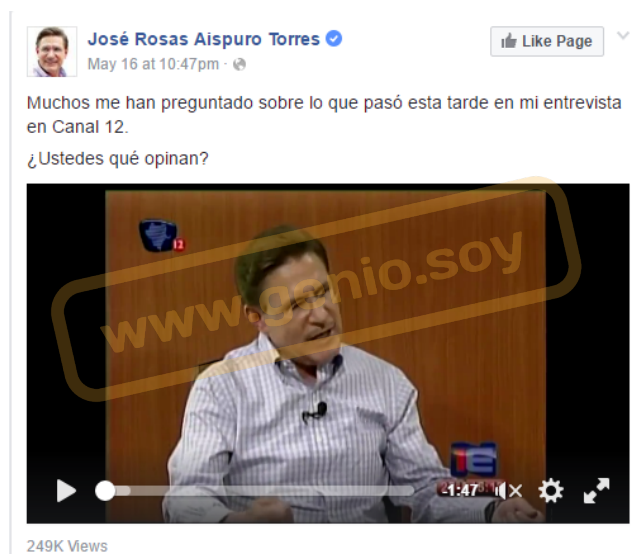 José Rosas Aispuro Torres
Like Page
May 16 at 10:47pm ·
Muchos me han preguntado sobre lo que pasó esta tarde en mi entrevista
en Canal 12.
¿Ustedes qué opinan?
12
www.genio.soy
-1:47
249K Views